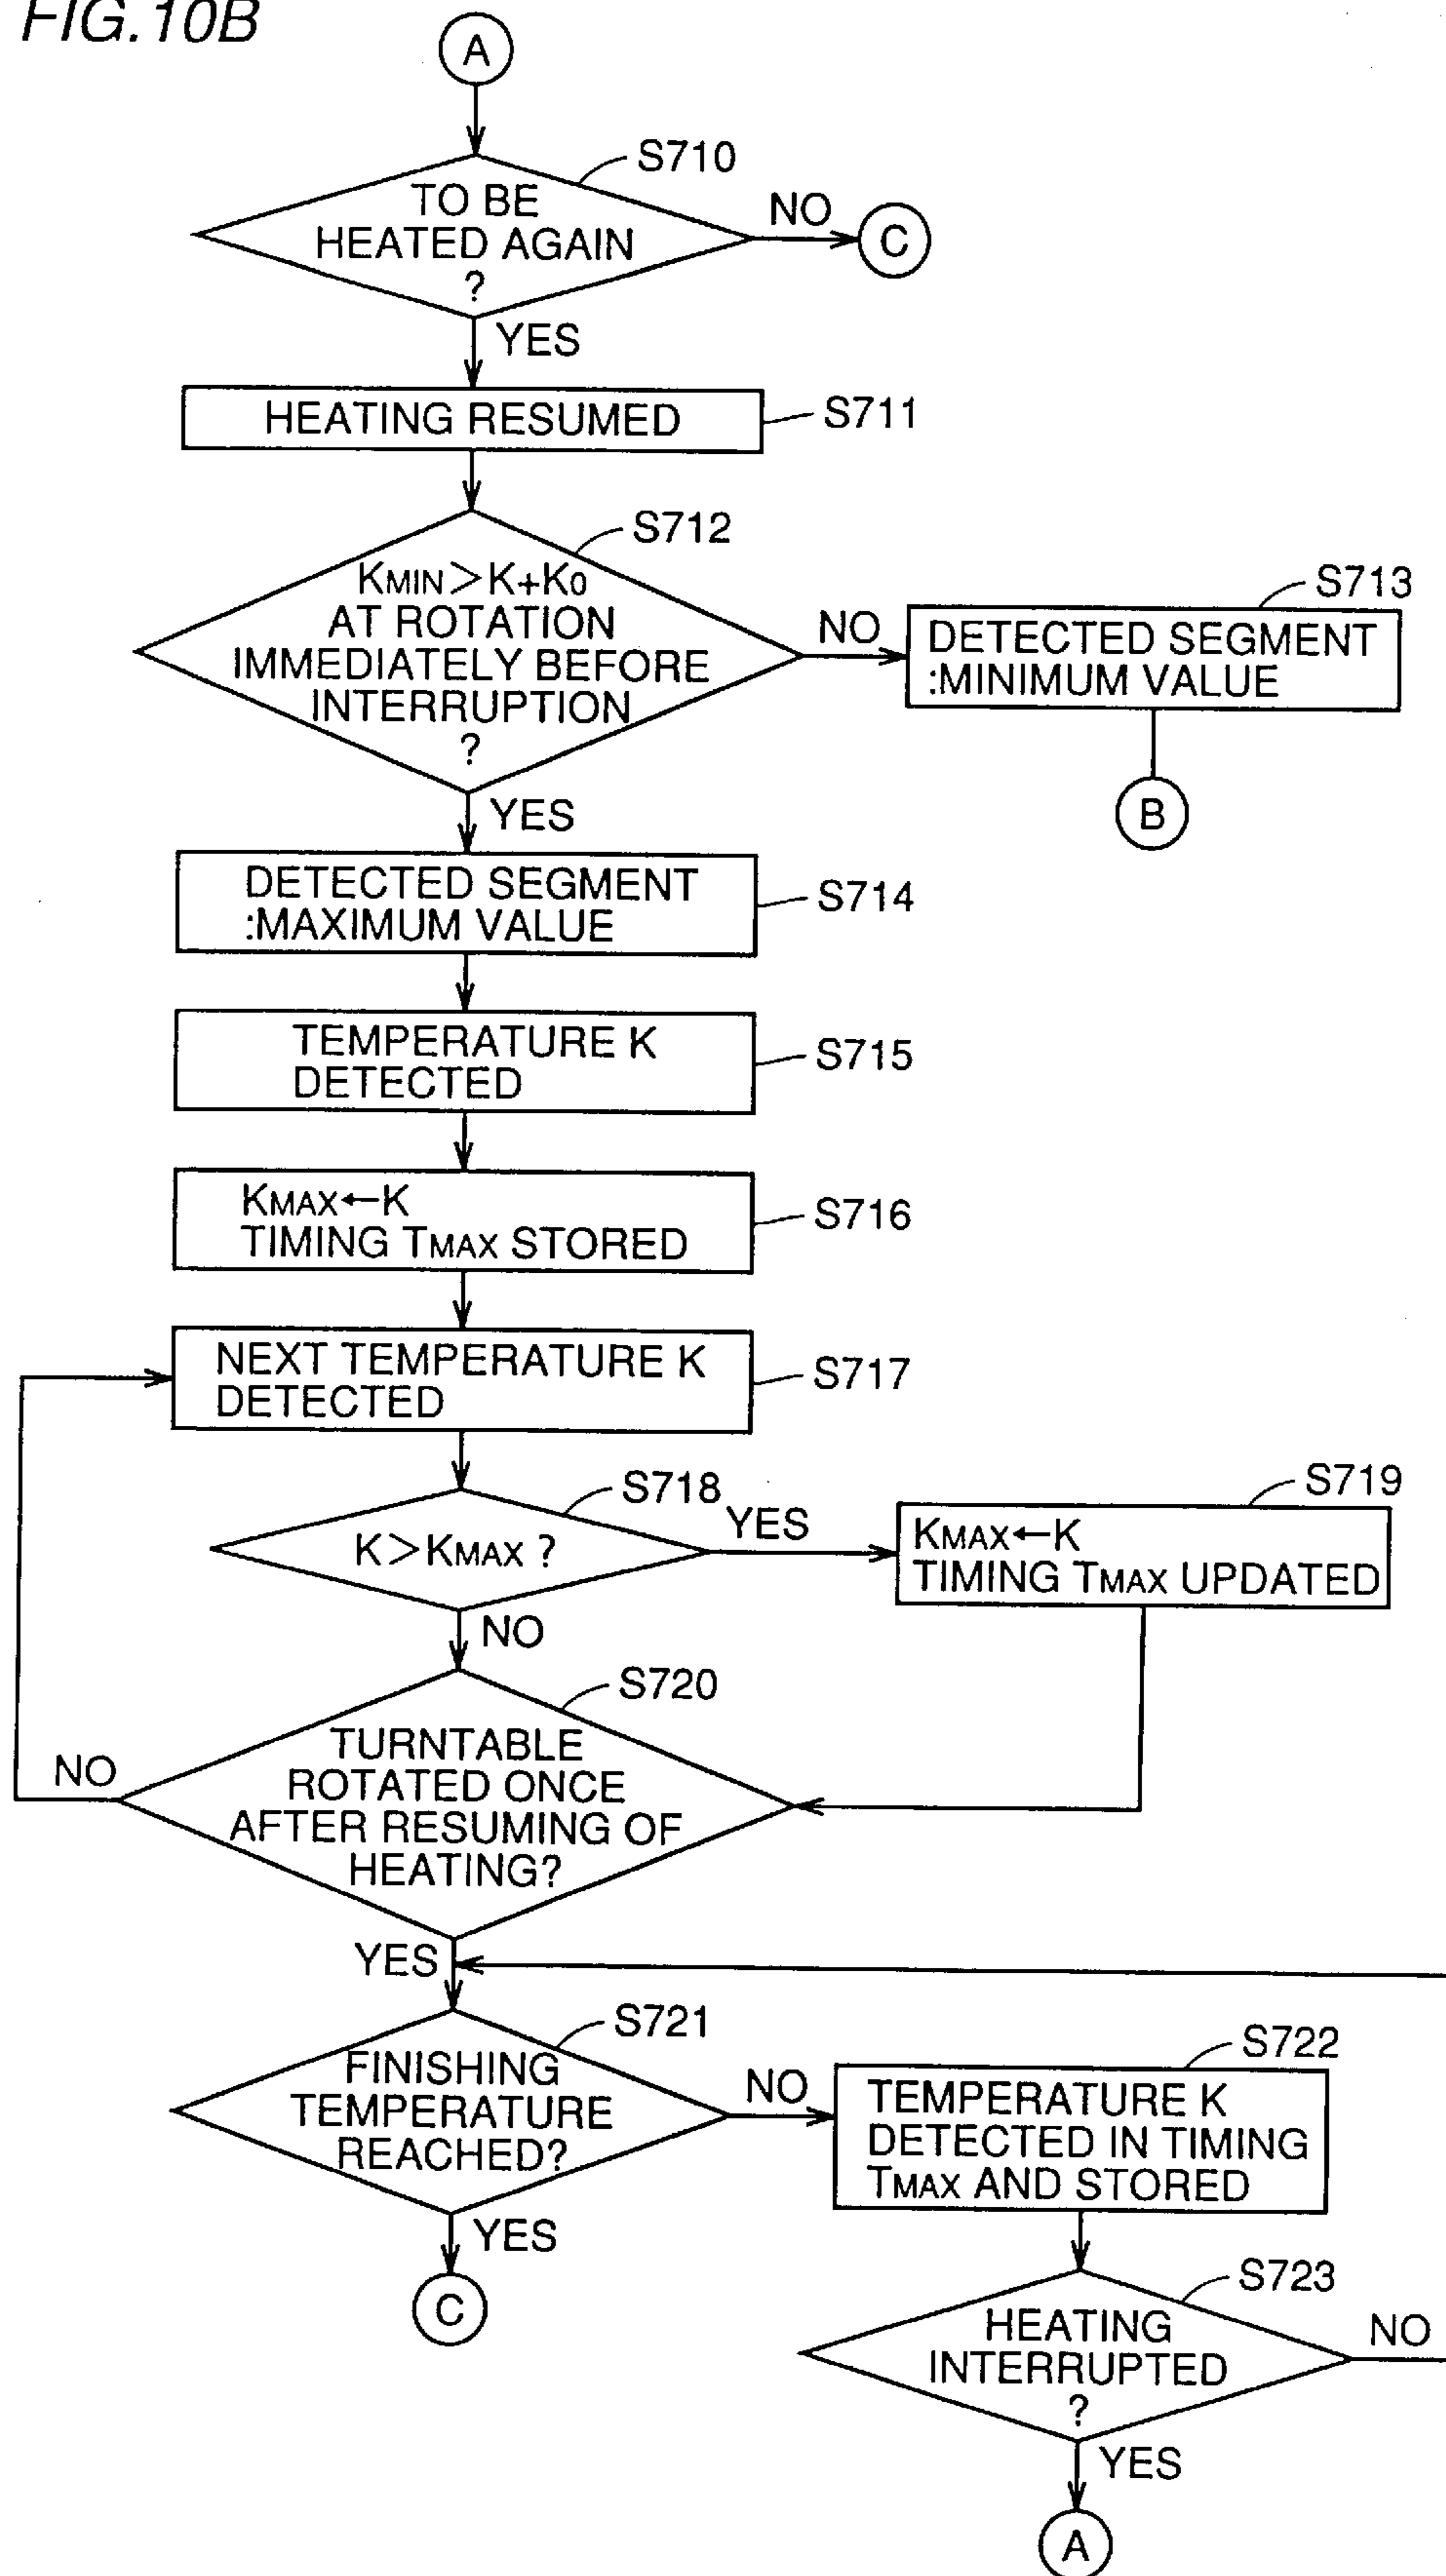 FIG.10B
A
S710
TO BE
HEATED AGAIN
?
NO
C
YES
HEATING RESUMED
S711
S712
KMIN>K+K0
AT ROTATION
IMMEDIATELY BEFORE
INTERRUPTION
?
NO
S713
DETECTED SEGMENT
:MINIMUM VALUE
B
YES
DETECTED SEGMENT
:MAXIMUM VALUE
S714
TEMPERATURE K
DETECTED
S715
KMAX←K
TIMING TMAX STORED
S716
NEXT TEMPERATURE K
DETECTED
S717
S718
K>KMAX ?
YES
S719
KMAX←K
TIMING TMAX UPDATED
NO
S720
TURNTABLE
ROTATED ONCE
AFTER RESUMING OF
HEATING?
NO
YES
S721
FINISHING
TEMPERATURE
REACHED?
NO
S722
TEMPERATURE K
DETECTED IN TIMING
TMAX AND STORED
YES
C
S723
HEATING
INTERRUPTED
?
NO
YES
A